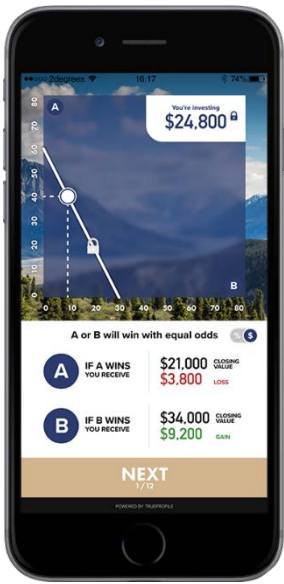 2degrees 16:17 74%
A
You're investing
$24,800
80
70
60
50
40
30
20
10
0
B
0 10 20 30 40 50 60 70 80
A or B will win with equal odds % $
A IF A WINS $21,000 CLOSING
YOU RECEIVE $3,800 VALUE
LOSS
B IF B WINS $34,000 CLOSING
YOU RECEIVE $9,200 VALUE
GAIN
NEXT
1/12
POWERED BY TRUEPROFILE